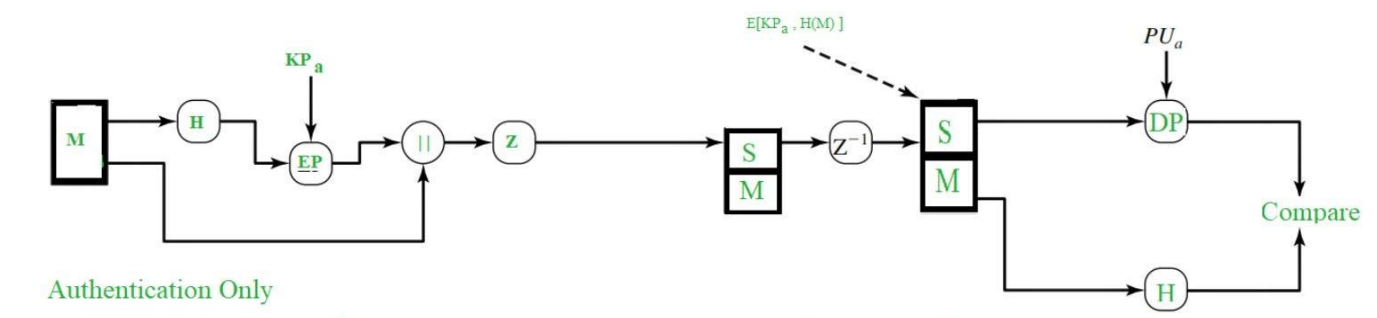 E[KPa , H(M) ]
PUa
KPa
M
H
EP
||
Z
S
M
Z⁻¹
S
M
DP
Compare
H
Authentication Only